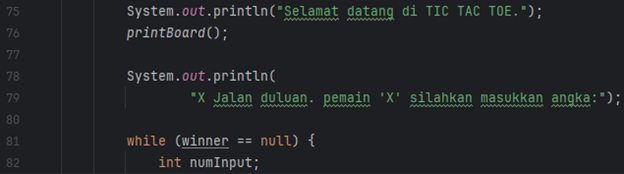 75 System.out.println("Selamat datang di TIC TAC TOE.");
76 printBoard();
77
78 System.out.println(
79 "X Jalan duluan. pemain 'X' silahkan masukkan angka:");
80
81 while (winner == null) {
82 int numInput;